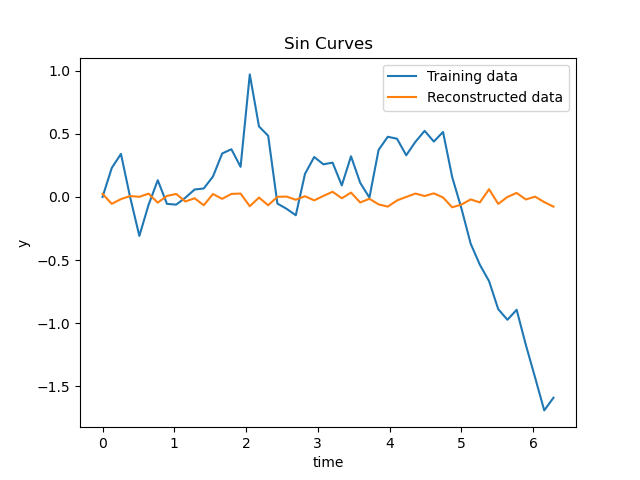 Sin Curves
Training data
Reconstructed data
1.0
0.5
0.0
−0.5
−1.0
−1.5
y
0 1 2 3 4 5 6
time